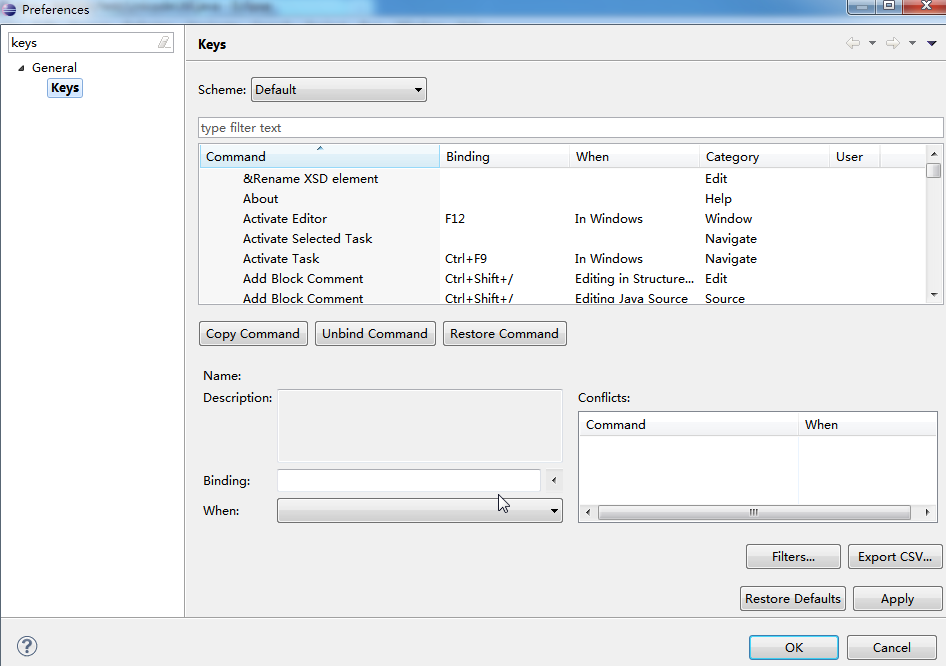 Preferences
keys
General
Keys
Keys
Scheme: Default
type filter text
Command Binding When Category User
&Rename XSD element Edit
About Help
Activate Editor F12 In Windows Window
Activate Selected Task Navigate
Activate Task Ctrl+F9 In Windows Navigate
Add Block Comment Ctrl+Shift+/ Editing in Structure... Edit
Add Block Comment Ctrl+Shift+/ Editing Java Source Source
Copy Command Unbind Command Restore Command
Name:
Description:
Conflicts:
Command When
Binding:
When:
Filters... Export CSV...
Restore Defaults Apply
? OK Cancel